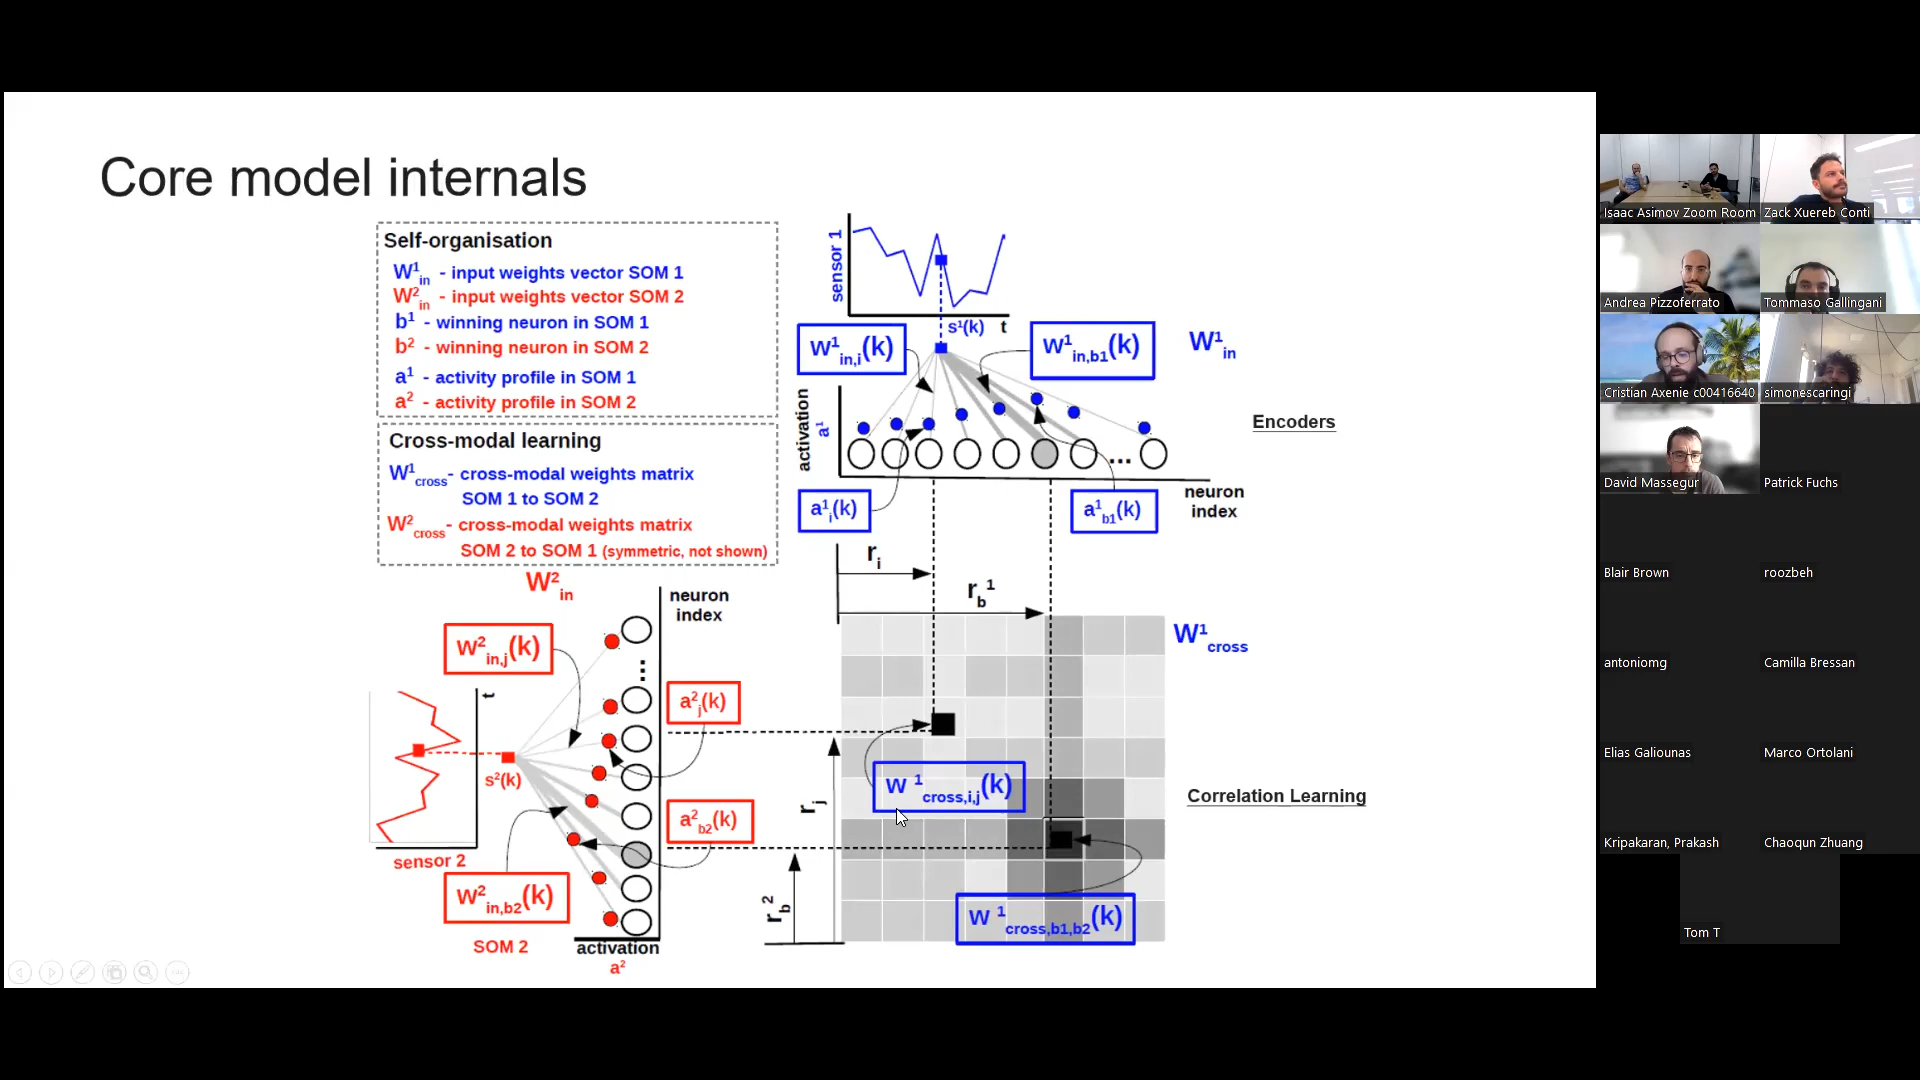 Core model internals
Self-organisation
W¹in - input weights vector SOM 1
W²in - input weights vector SOM 2
b¹ - winning neuron in SOM 1
b² - winning neuron in SOM 2
a¹ - activity profile in SOM 1
a² - activity profile in SOM 2
Cross-modal learning
W¹cross- cross-modal weights matrix
SOM 1 to SOM 2
W²cross- cross-modal weights matrix
SOM 2 to SOM 1 (symmetric, not shown)
sensor 1
s¹(k)
t
w¹in,i(k)
w¹in,b1(k)
W¹in
activation
a¹
...
Encoders
a¹i(k)
a¹b1(k)
neuron
index
ri
rb¹
W²in
neuron
index
w²in,j(k)
...
t
a²j(k)
s²(k)
a²b2(k)
sensor 2
w²in,b2(k)
SOM 2
activation
a²
rj
rb²
W¹cross
w¹cross,i,j(k)
Correlation Learning
w¹cross,b1,b2(k)
Isaac Asimov Zoom Room
Zack Xuereb Conti
Andrea Pizzoferrato
Tommaso Gallingani
Cristian Axenie c00416640
simonescaringi
David Massegur
Patrick Fuchs
Blair Brown
roozbeh
antoniomg
Camilla Bressan
Elias Galiounas
Marco Ortolani
Kripakaran, Prakash
Chaoqun Zhuang
Tom T